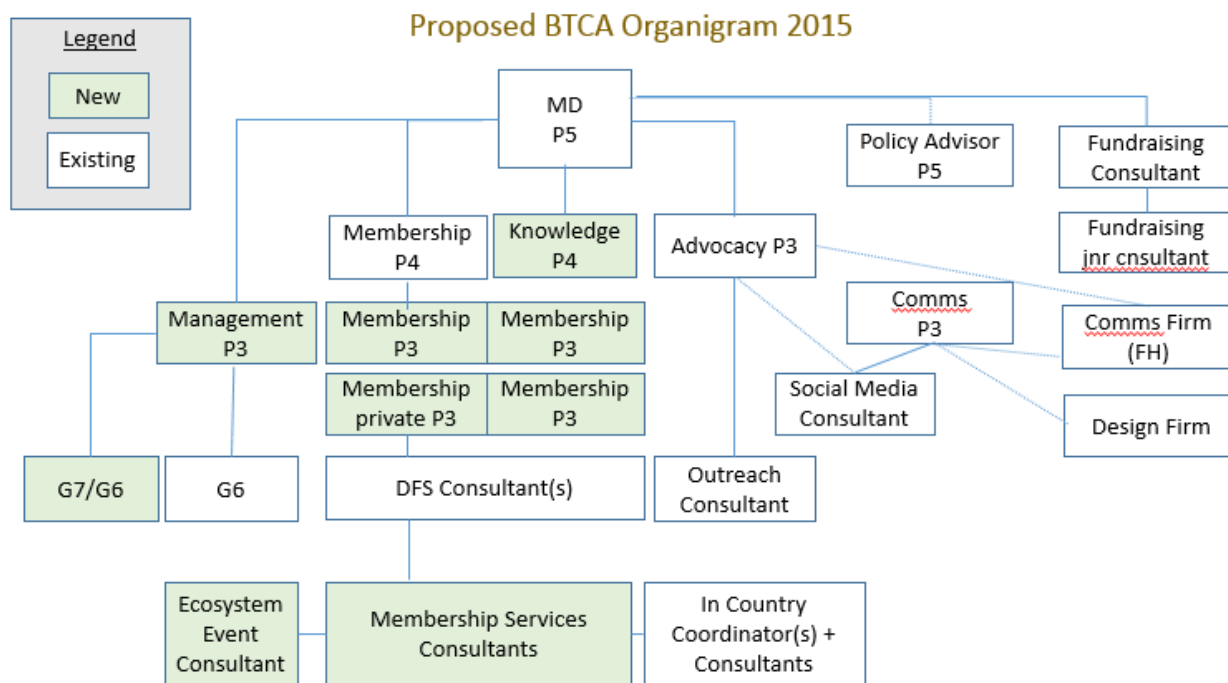 Proposed BTCA Organigram 2015
Legend
New
Existing
MD
P5
Policy Advisor
P5
Fundraising
Consultant
Membership
P4
Knowledge
P4
Advocacy P3
Fundraising
jnr cnsultant
Management
P3
Membership
P3
Membership
P3
Comms
P3
Comms Firm
(FH)
Membership
private P3
Membership
P3
Social Media
Consultant
Design Firm
G7/G6
G6
DFS Consultant(s)
Outreach
Consultant
Ecosystem
Event
Consultant
Membership Services
Consultants
In Country
Coordinator(s) +
Consultants